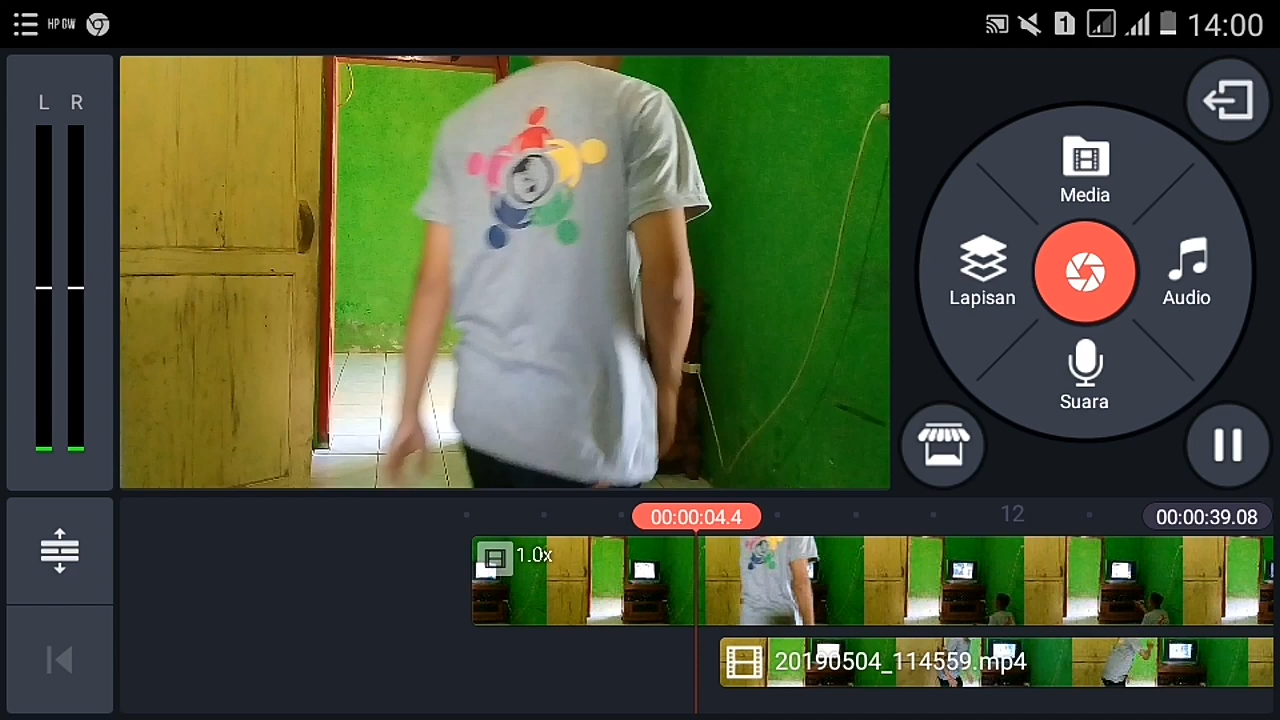 HP GW
1
14:00
L R
Media
Lapisan
Audio
Suara
00:00:04.4
12
00:00:39.08
1.0x
20190504_114559.mp4